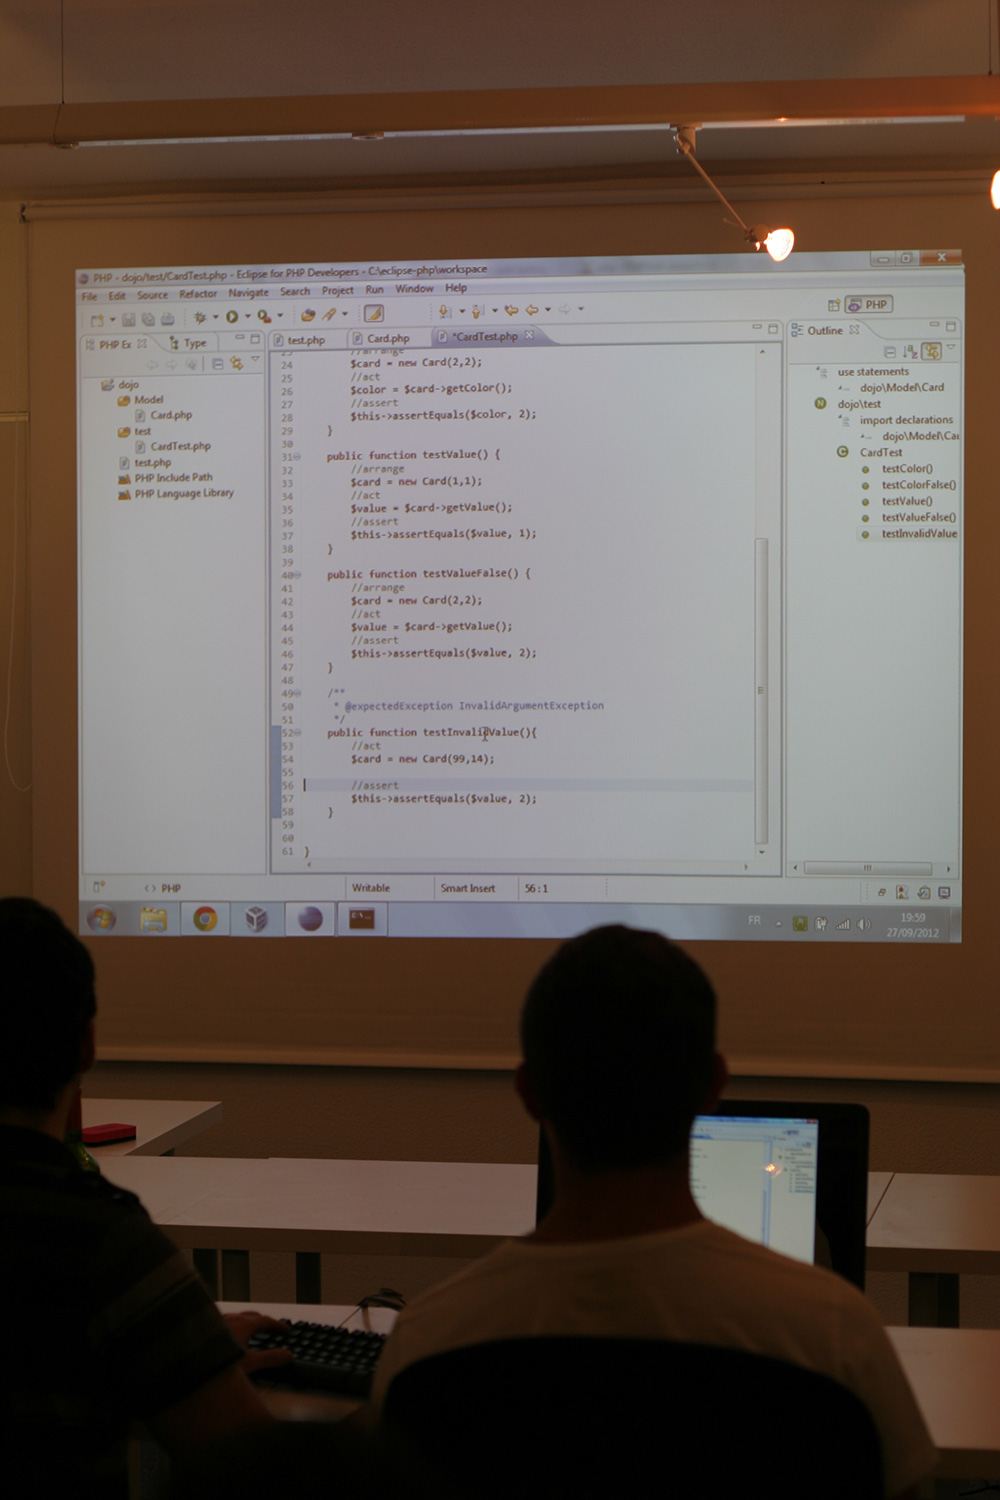 PHP - dojo/test/CardTest.php - Eclipse for PHP Developers - C:\eclipse-php\workspace
File Edit Source Refactor Navigate Search Project Run Window Help
PHP
PHP Ex Type
test.php Card.php *CardTest.php
Outline
dojo
Model
Card.php
test
CardTest.php
test.php
PHP Include Path
PHP Language Library
23 //arrange
24 $card = new Card(2,2);
25 //act
26 $color = $card->getColor();
27 //assert
28 $this->assertEquals($color, 2);
29 }
30
31 public function testValue() {
32 //arrange
33 $card = new Card(1,1);
34 //act
35 $value = $card->getValue();
36 //assert
37 $this->assertEquals($value, 1);
38 }
39
40 public function testValueFalse() {
41 //arrange
42 $card = new Card(2,2);
43 //act
44 $value = $card->getValue();
45 //assert
46 $this->assertEquals($value, 2);
47 }
48
49 /**
50 * @expectedException InvalidArgumentException
51 */
52 public function testInvalidValue(){
53 //act
54 $card = new Card(99,14);
55
56 //assert
57 $this->assertEquals($value, 2);
58 }
59
60
61 }
use statements
dojo\Model\Card
dojo\test
import declarations
dojo\Model\Ca
CardTest
testColor()
testColorFalse()
testValue()
testValueFalse()
testInvalidValue
<> PHP Writable Smart Insert 56 : 1
FR 19:59
27/09/2012